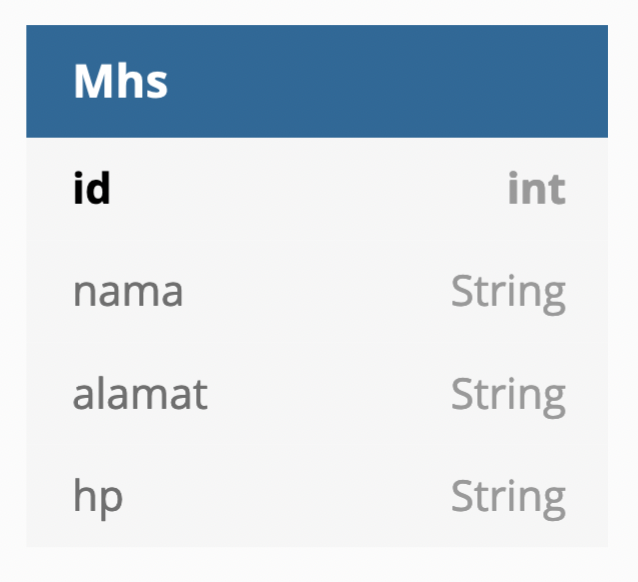 Mhs
id int
nama String
alamat String
hp String